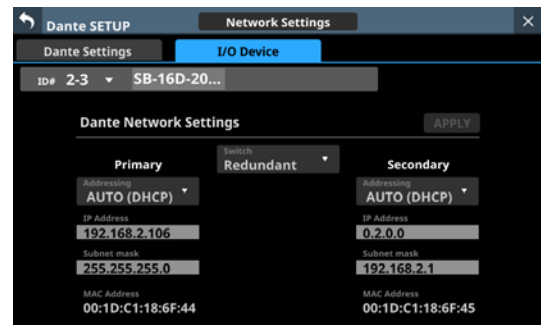 Dante SETUP
Network Settings
Dante Settings
I/O Device
ID# 2-3 SB-16D-20...
Dante Network Settings
APPLY
Switch
Redundant
Primary
Secondary
Addressing
AUTO (DHCP)
Addressing
AUTO (DHCP)
IP Address
192.168.2.106
IP Address
0.2.0.0
Subnet mask
255.255.255.0
Subnet mask
192.168.2.1
MAC Address
00:1D:C1:18:6F:44
MAC Address
00:1D:C1:18:6F:45